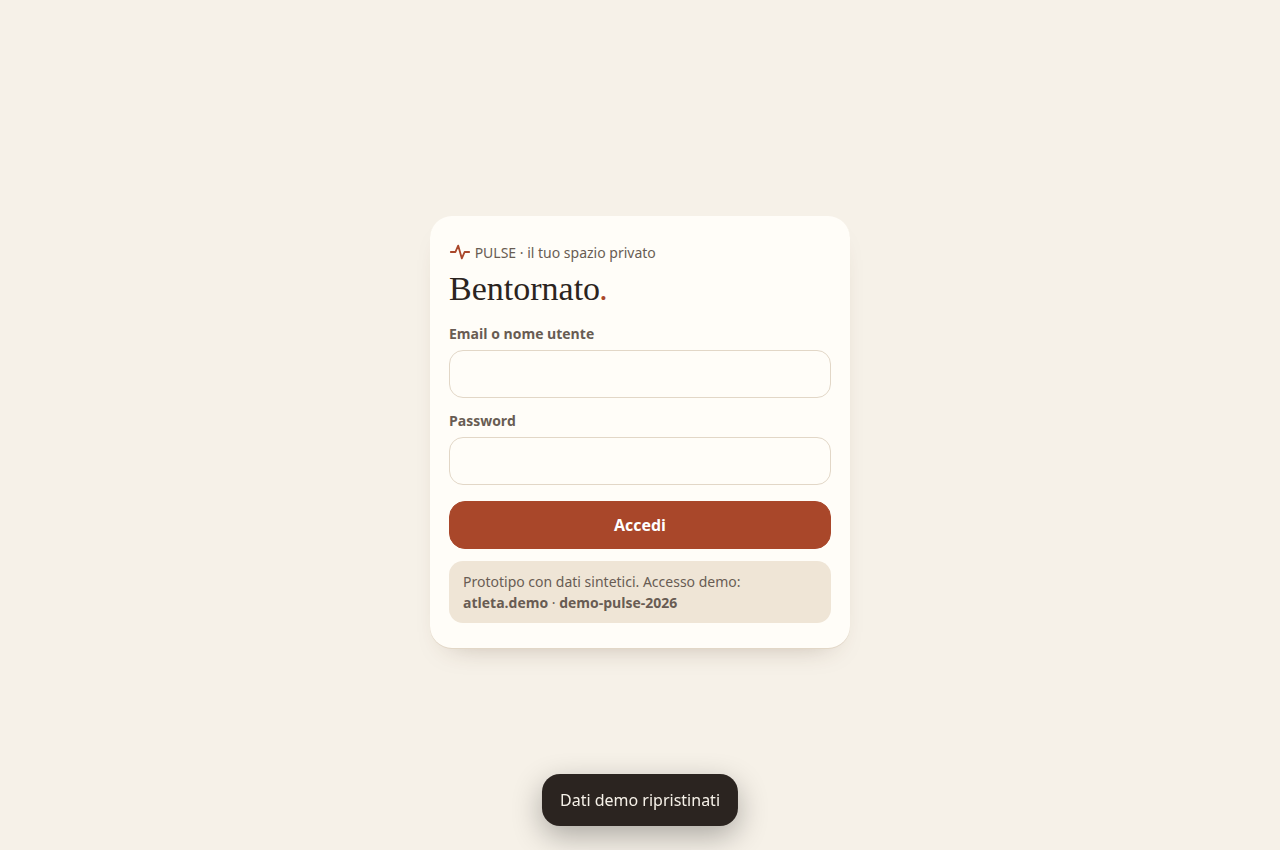 PULSE · il tuo spazio privato
Bentornato.
Email o nome utente
Password
Accedi
Prototipo con dati sintetici. Accesso demo:
atleta.demo · demo-pulse-2026
Dati demo ripristinati